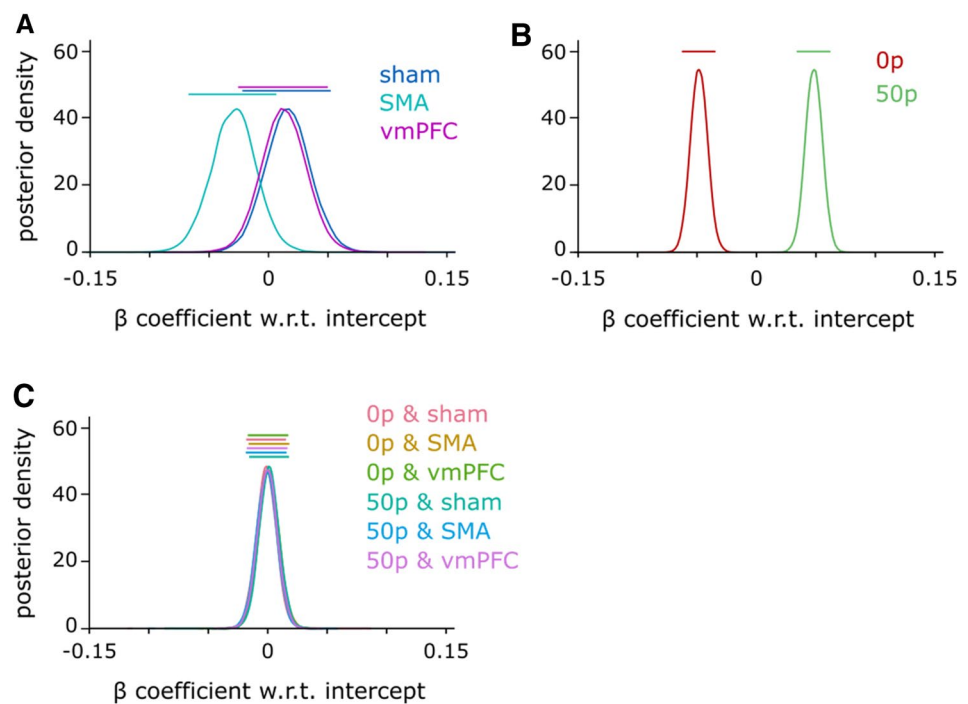 A
posterior density
60
40
20
0
-0.15
0
0.15
β coefficient w.r.t. intercept
sham
SMA
vmPFC
B
60
40
20
0
-0.15
0
0.15
β coefficient w.r.t. intercept
0p
50p
C
posterior density
60
40
20
0
-0.15
0
0.15
β coefficient w.r.t. intercept
0p & sham
0p & SMA
0p & vmPFC
50p & sham
50p & SMA
50p & vmPFC